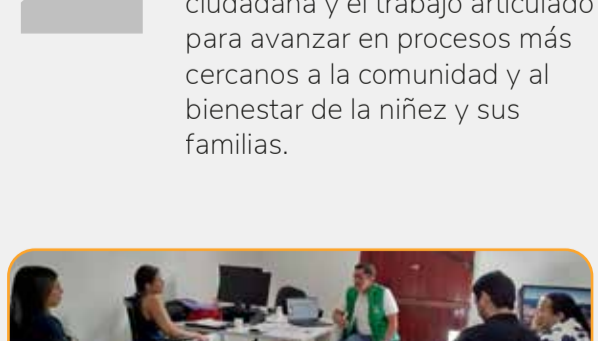 ciudadana y el trabajo articulado
para avanzar en procesos más
cercanos a la comunidad y al
bienestar de la niñez y sus
familias.